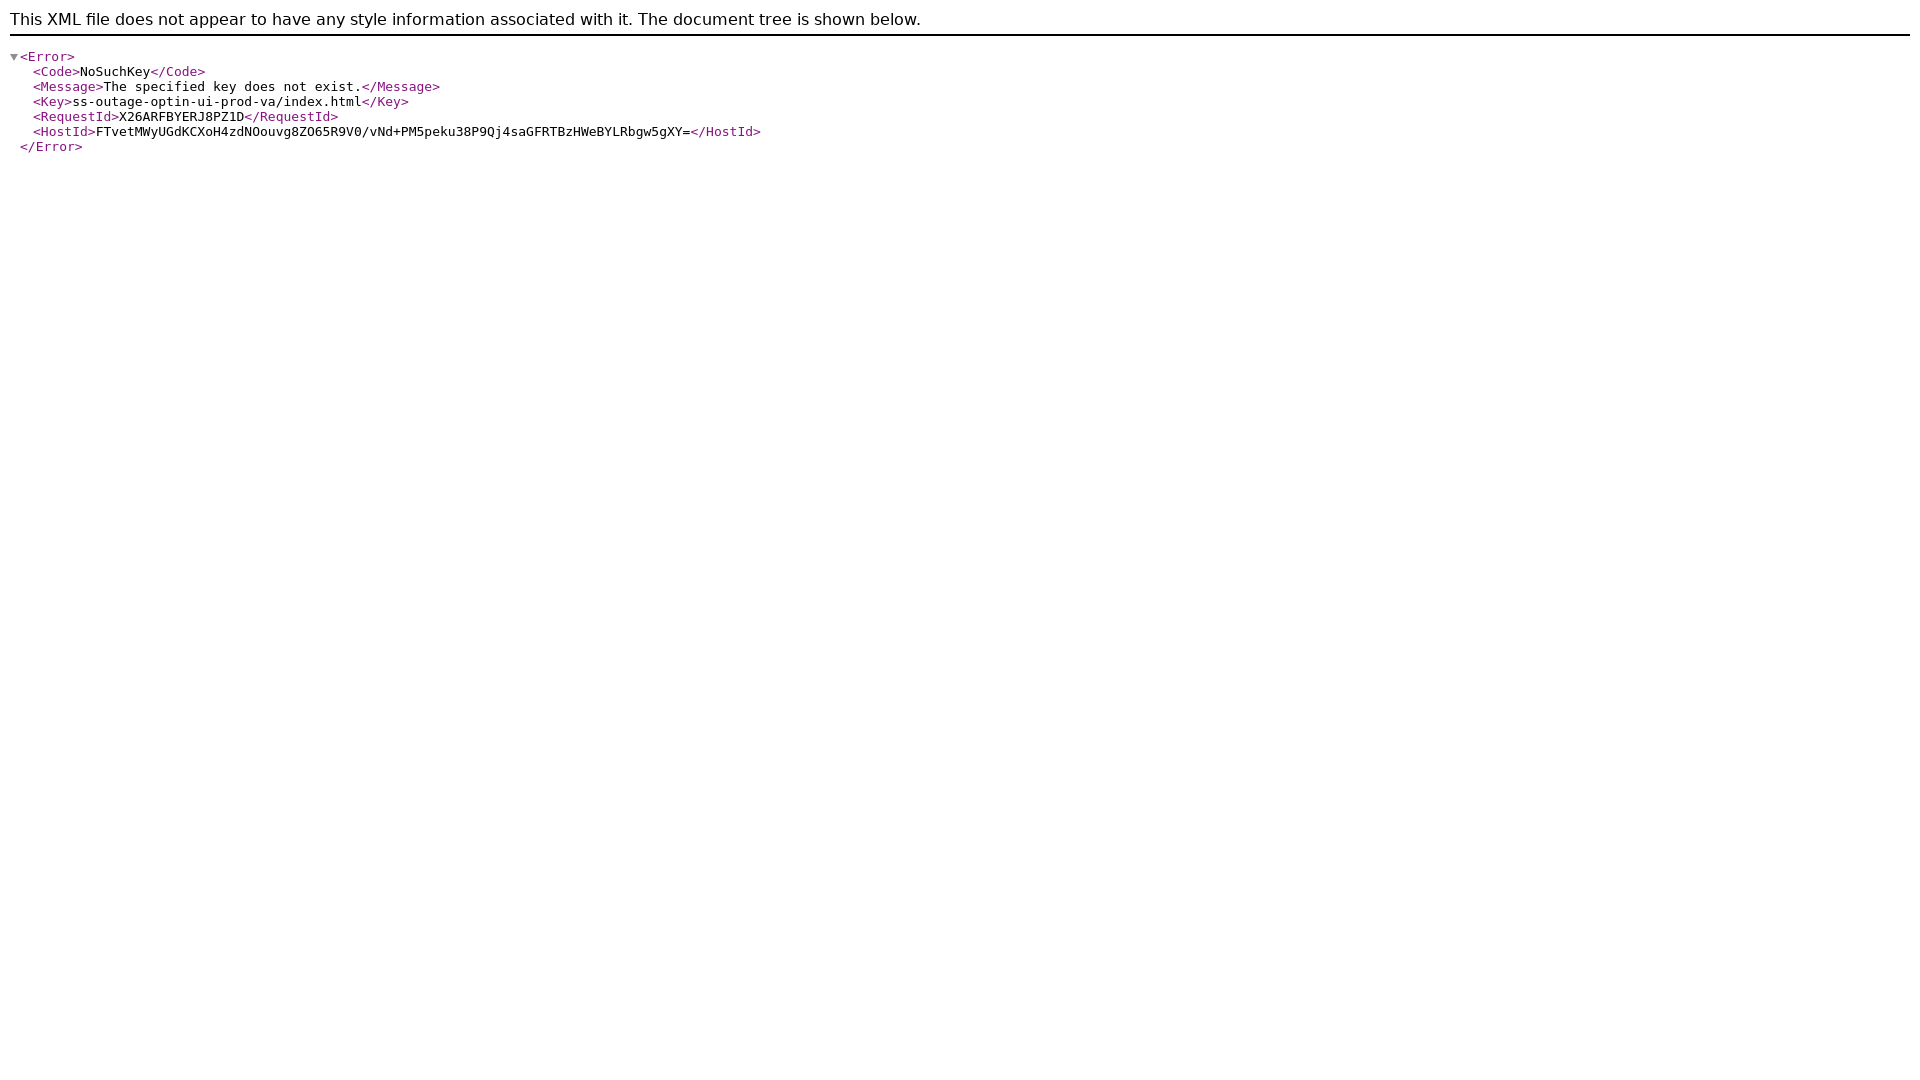 This XML file does not appear to have any style information associated with it. The document tree is shown below.
<Error>
<Code>NoSuchKey</Code>
<Message>The specified key does not exist.</Message>
<Key>ss-outage-optin-ui-prod-va/index.html</Key>
<RequestId>X26ARFBYERJ8PZ1D</RequestId>
<HostId>FTvetMWyUGdKCXoH4zdNOouvg8ZO65R9V0/vNd+PM5peku38P9Qj4saGFRTBzHWeBYLRbgw5gXY=</HostId>
</Error>